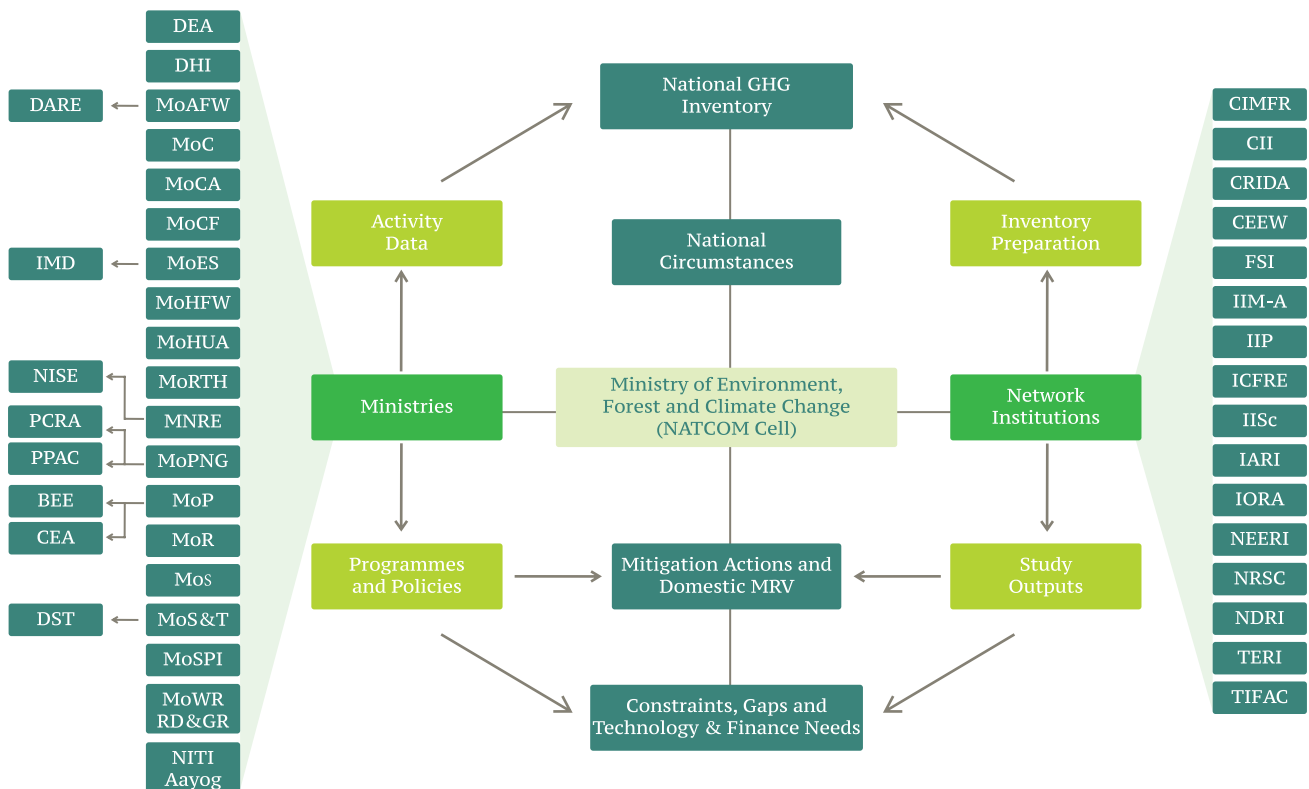 DEA
DHI
MoAFW
MoC
MoCA
MoCF
MoES
MoHFW
MoHUA
MoRTH
MNRE
MoPNG
MoP
MoR
MoS
MoS&T
MoSPI
MoWR
RD&GR
NITI
Aayog
DARE
IMD
NISE
PCRA
PPAC
BEE
CEA
DST
National GHG
Inventory
Activity
Data
National
Circumstances
Inventory
Preparation
Ministries
Ministry of Environment,
Forest and Climate Change
(NATCOM Cell)
Network
Institutions
Programmes
and Policies
Mitigation Actions and
Domestic MRV
Study
Outputs
Constraints, Gaps and
Technology & Finance Needs
CIMFR
CII
CRIDA
CEEW
FSI
IIM-A
IIP
ICFRE
IISc
IARI
IORA
NEERI
NRSC
NDRI
TERI
TIFAC